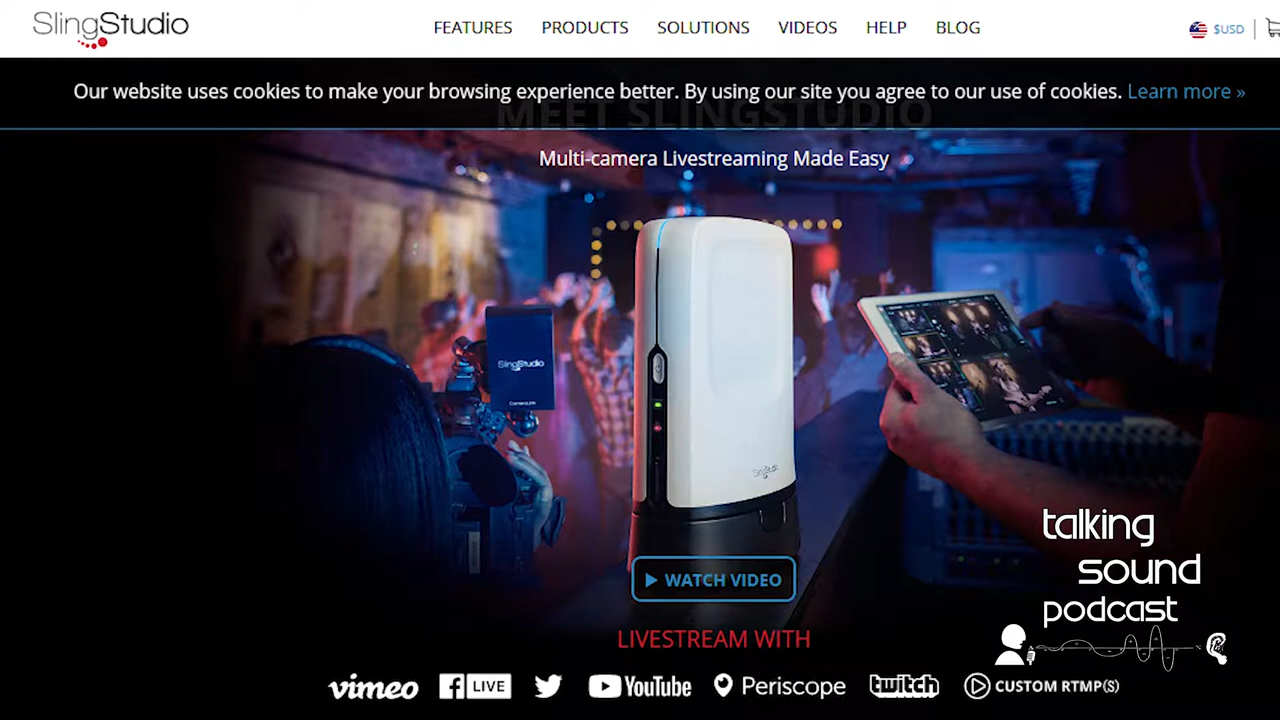 SlingStudio
FEATURES PRODUCTS SOLUTIONS VIDEOS HELP BLOG
$USD
Our website uses cookies to make your browsing experience better. By using our site you agree to our use of cookies. Learn more »
MEET SLINGSTUDIO
Multi-camera Livestreaming Made Easy
SlingStudio
CameraLink
SlingStudio
talking
sound
podcast
WATCH VIDEO
LIVESTREAM WITH
vimeo
LIVE
YouTube
Periscope
twitch
CUSTOM RTMP(S)